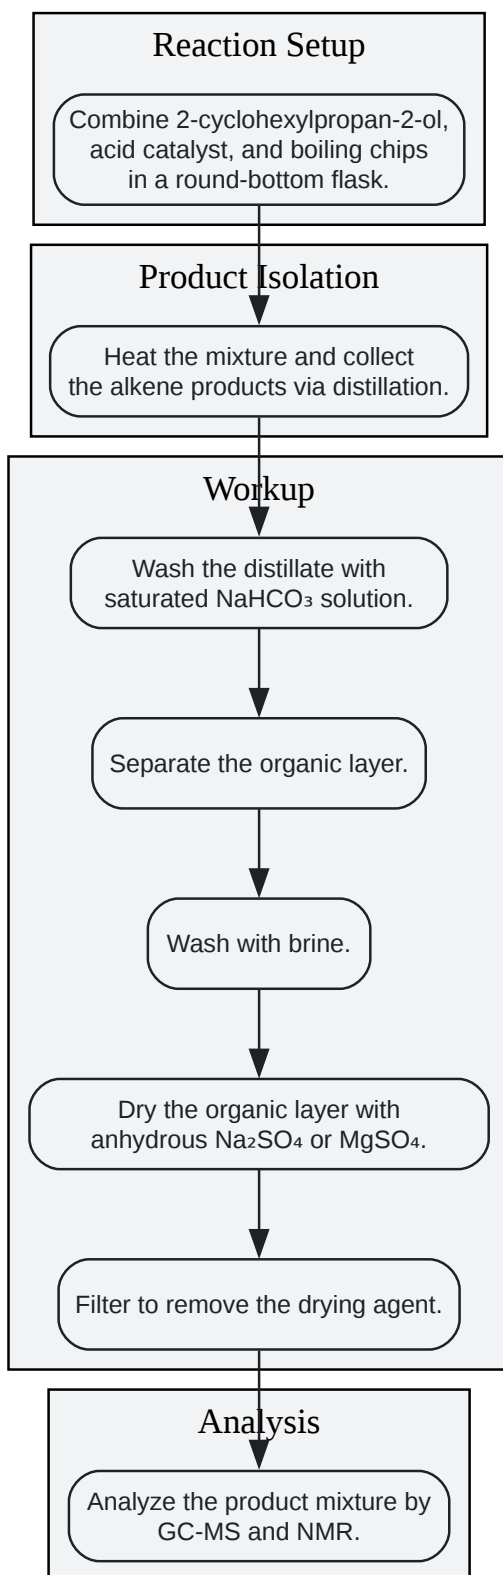 Reaction Setup
Combine 2-cyclohexylpropan-2-ol,
acid catalyst, and boiling chips
in a round-bottom flask.
Product Isolation
Heat the mixture and collect
the alkene products via distillation.
Workup
Wash the distillate with
saturated NaHCO₃ solution.
Separate the organic layer.
Wash with brine.
Dry the organic layer with
anhydrous Na₂SO₄ or MgSO₄.
Filter to remove the drying agent.
Analysis
Analyze the product mixture by
GC-MS and NMR.